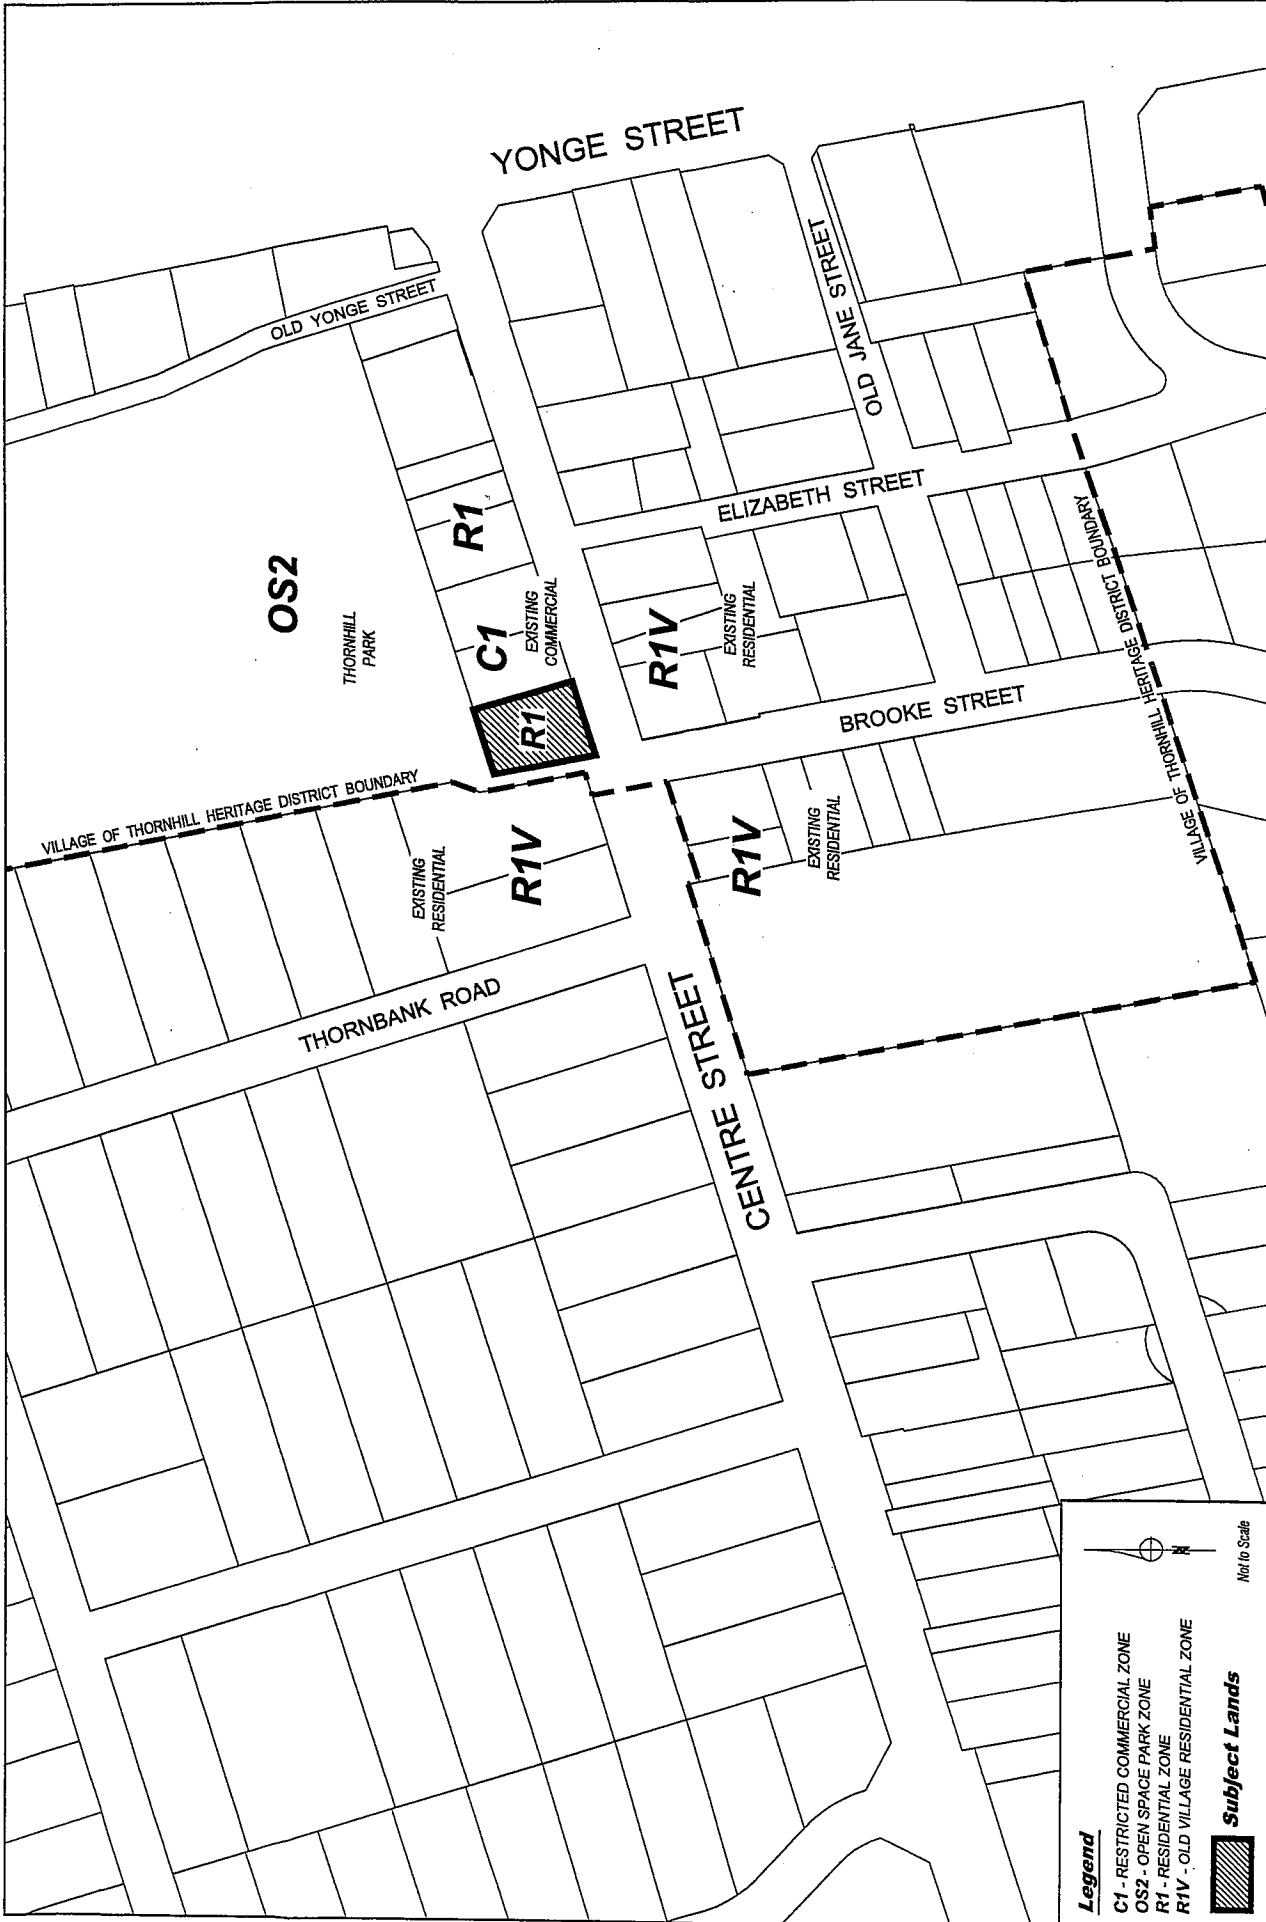 YONGE STREET
OLD YONGE STREET
OLD JANE STREET
OS2
THORNHILL
PARK
R1
C1
EXISTING
COMMERCIAL
R1
ELIZABETH STREET
R1V
EXISTING
RESIDENTIAL
BROOKE STREET
VILLAGE OF THORNHILL HERITAGE DISTRICT BOUNDARY
VILLAGE OF THORNHILL HERITAGE DISTRICT BOUNDARY
EXISTING
RESIDENTIAL
R1V
R1V
EXISTING
RESIDENTIAL
THORNBANK ROAD
CENTRE STREET
Legend
C1 - RESTRICTED COMMERCIAL ZONE
OS2 - OPEN SPACE PARK ZONE
R1 - RESIDENTIAL ZONE
R1V - OLD VILLAGE RESIDENTIAL ZONE
Subject Lands
N
Not to Scale